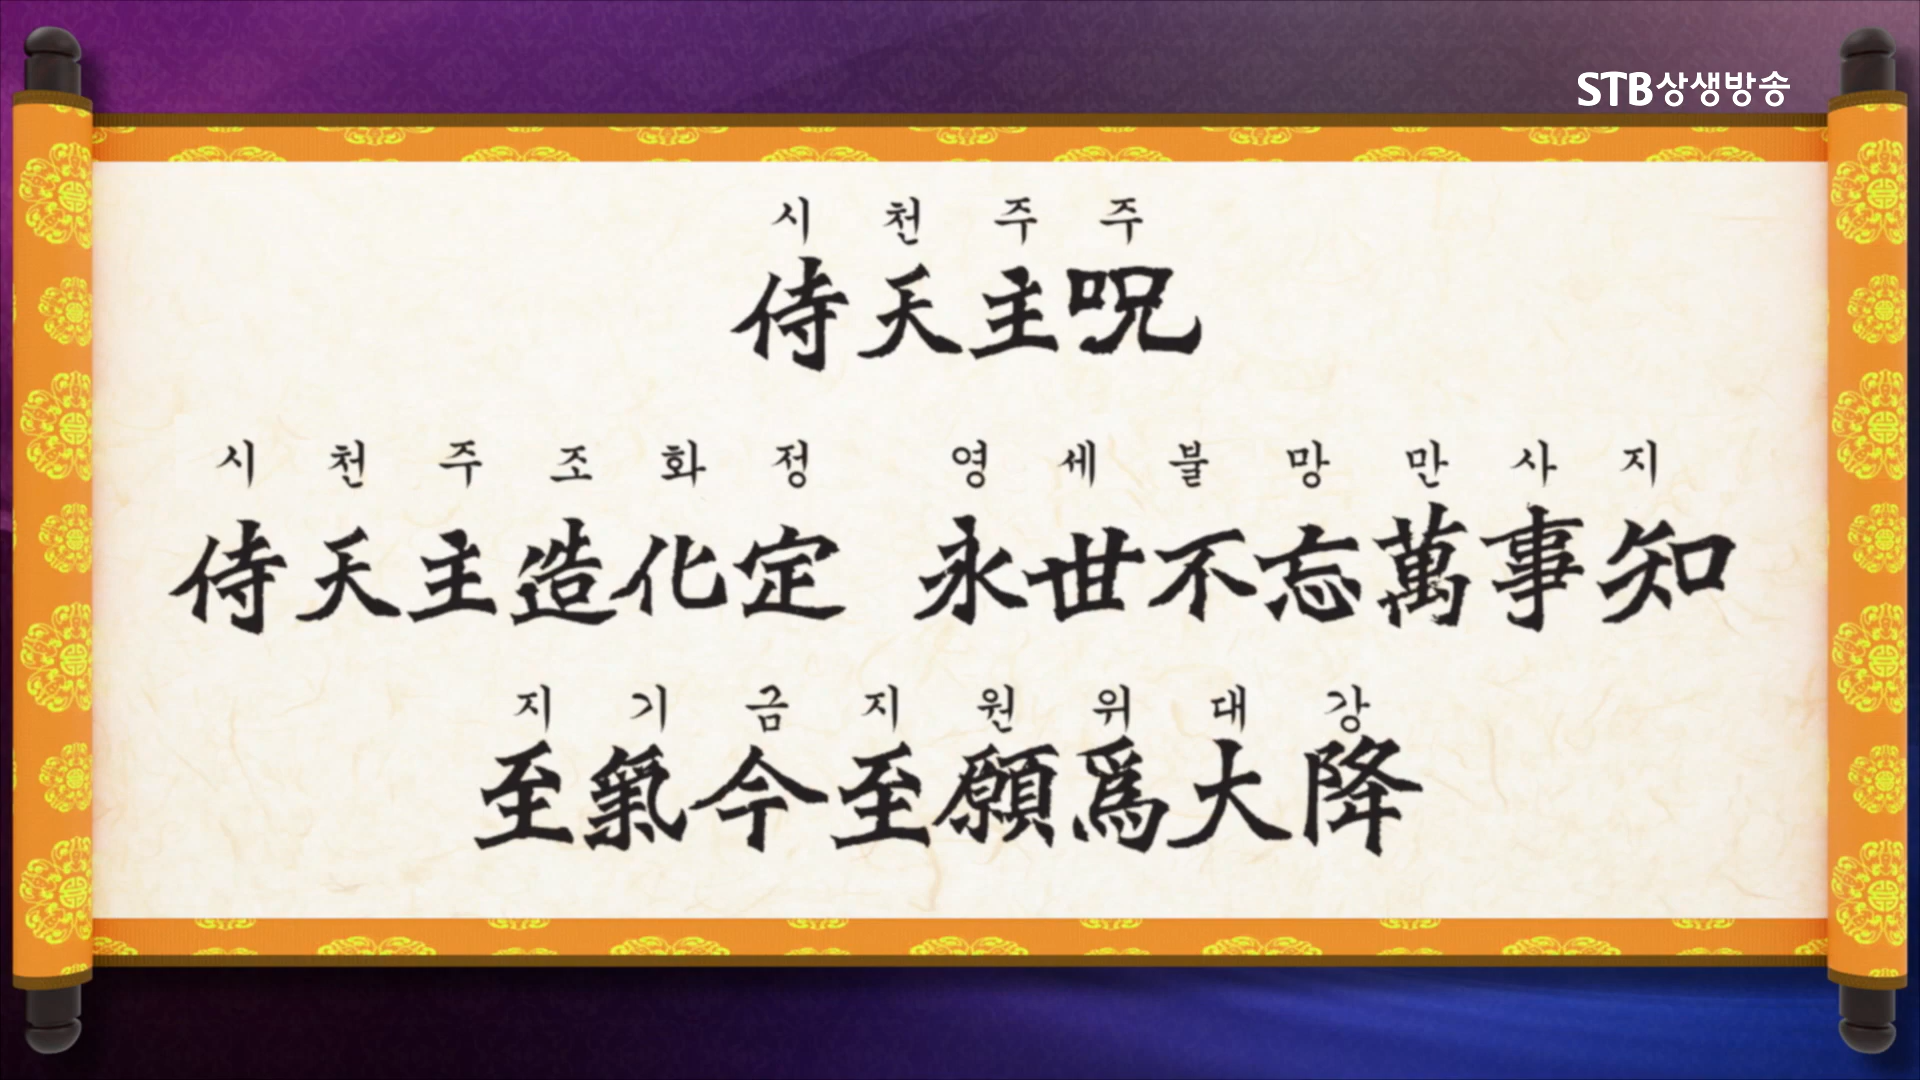 STB상생방송
시천주주
侍天主呪
시천주조화정 영세불망만사지
侍天主造化定 永世不忘萬事知
지기금지원위대강
至氣今至願爲大降